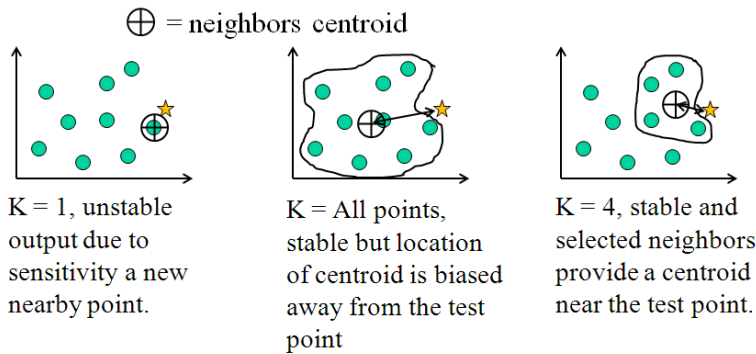 = neighbors centroid
K = 1, unstable
output due to
sensitivity a new
nearby point.
K = All points,
stable but location
of centroid is biased
away from the test
point
K = 4, stable and
selected neighbors
provide a centroid
near the test point.